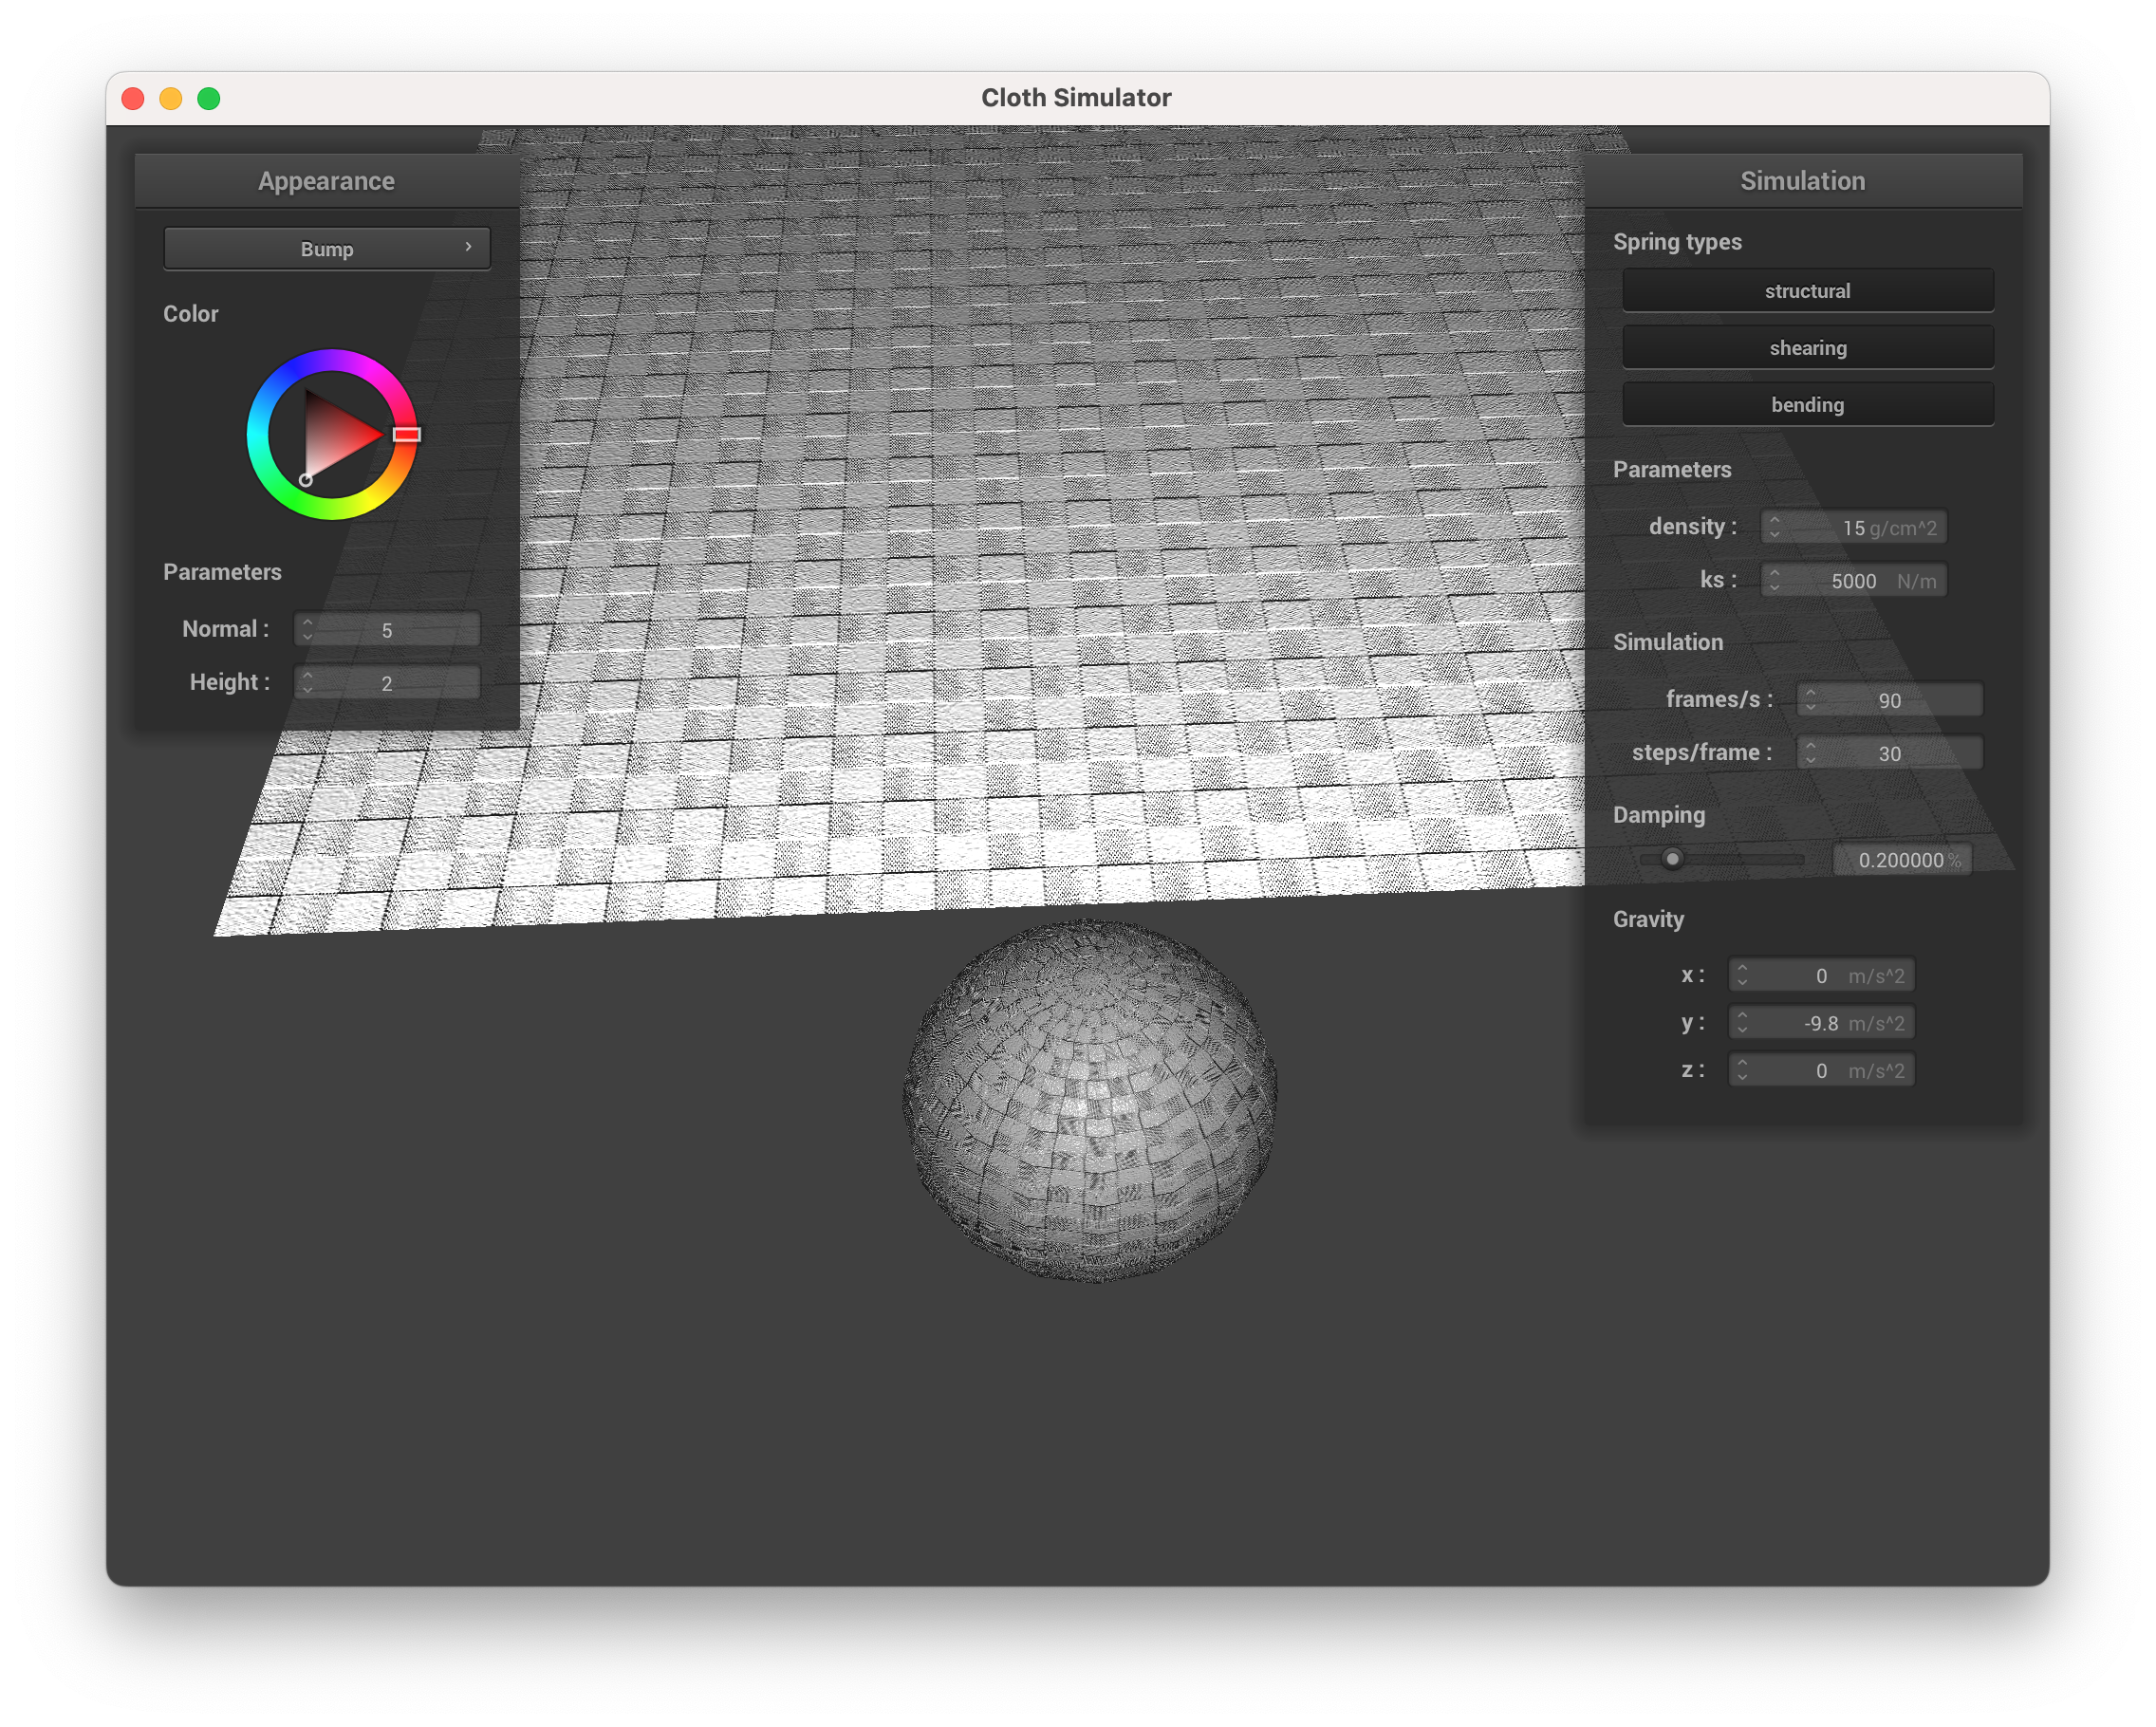 Cloth Simulator
Appearance
Bump
Color
Parameters
Normal : 5
Height : 2
Simulation
Spring types
structural
shearing
bending
Parameters
density : 15 g/cm^2
ks : 5000 N/m
Simulation
frames/s : 90
steps/frame : 30
Damping
0.200000 %
Gravity
x : 0 m/s^2
y : -9.8 m/s^2
z : 0 m/s^2